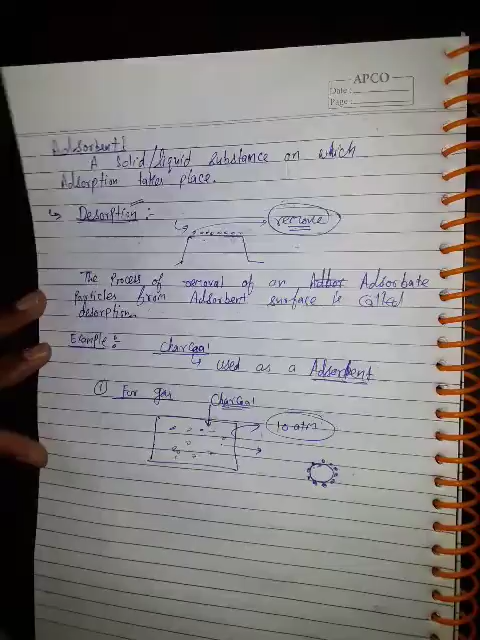 APCO
Date:
Page:
Adsorbent:
A Solid/liquid Substance on which
Adsorption takes place.
↳ Desorption:-
remove
The Process of removal of an Adbor Adsorbate
Particles from Adsorbent surface is Called
desorption.
Example:
Charcoal
↳ used as a Adsorbent
① For gas
Charcoal
10 atm